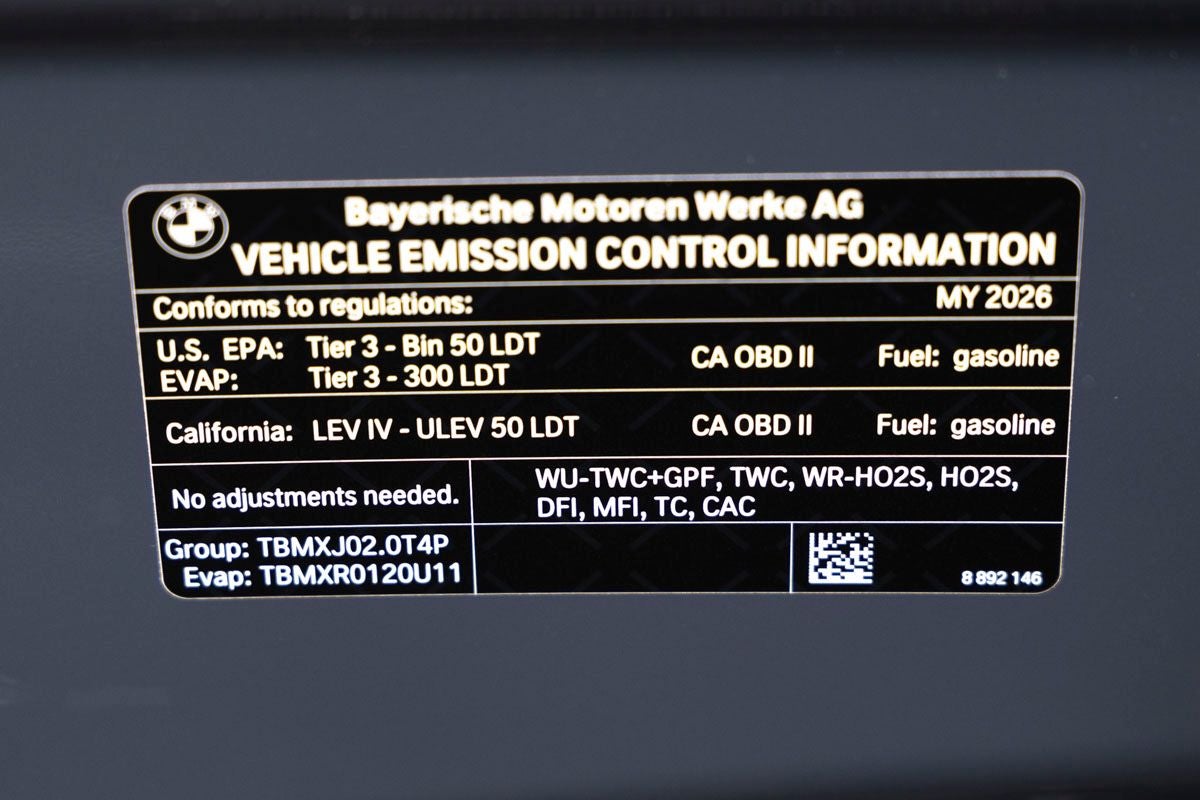 Bayerische Motoren Werke AG
VEHICLE EMISSION CONTROL INFORMATION
Conforms to regulations: MY 2026
U.S. EPA: Tier 3 - Bin 50 LDT CA OBD II Fuel: gasoline
EVAP: Tier 3 - 300 LDT
California: LEV IV - ULEV 50 LDT CA OBD II Fuel: gasoline
No adjustments needed.
WU-TWC+GPF, TWC, WR-HO2S, HO2S,
DFI, MFI, TC, CAC
Group: TBMXJ02.0T4P
Evap: TBMXR0120U11
8 892 146